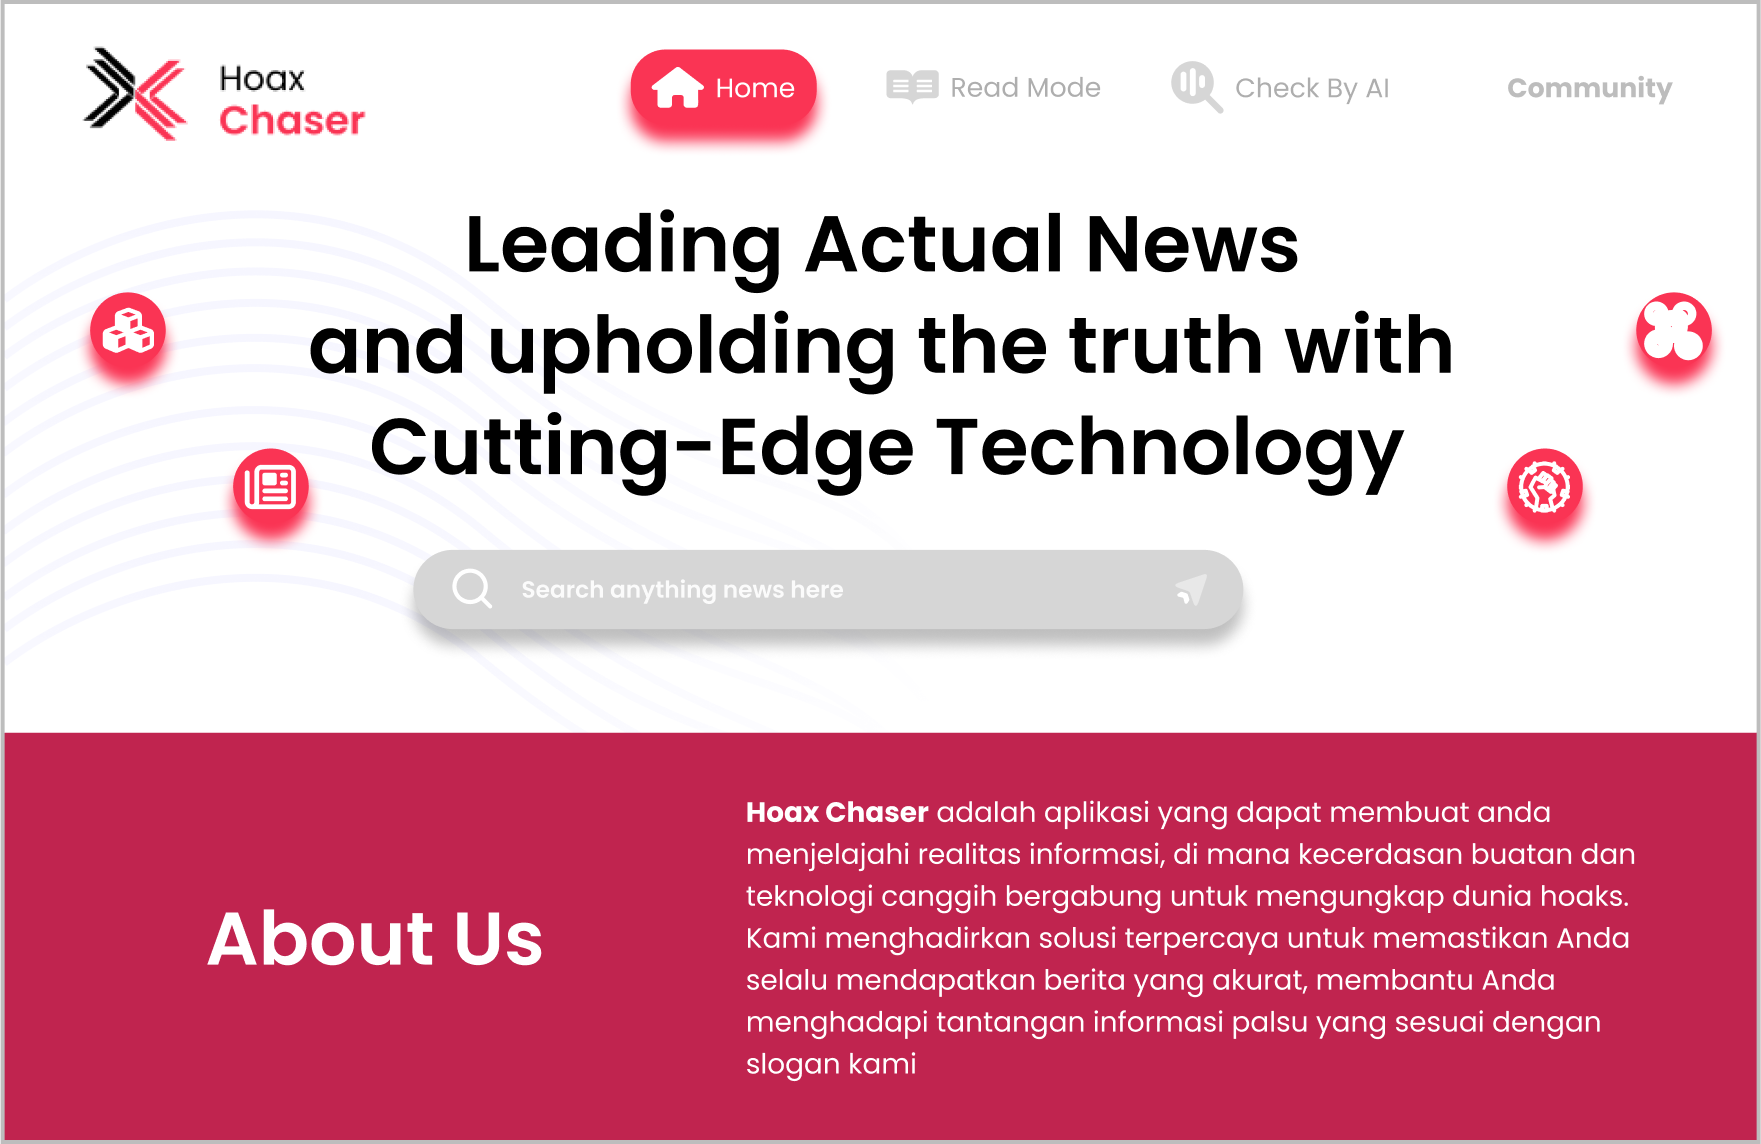 Hoax
Chaser
Home
Read Mode
Check By AI
Community
Leading Actual News
and upholding the truth with
Cutting-Edge Technology
Search anything news here
About Us
Hoax Chaser adalah aplikasi yang dapat membuat anda
menjelajahi realitas informasi, di mana kecerdasan buatan dan
teknologi canggih bergabung untuk mengungkap dunia hoaks.
Kami menghadirkan solusi terpercaya untuk memastikan Anda
selalu mendapatkan berita yang akurat, membantu Anda
menghadapi tantangan informasi palsu yang sesuai dengan
slogan kami